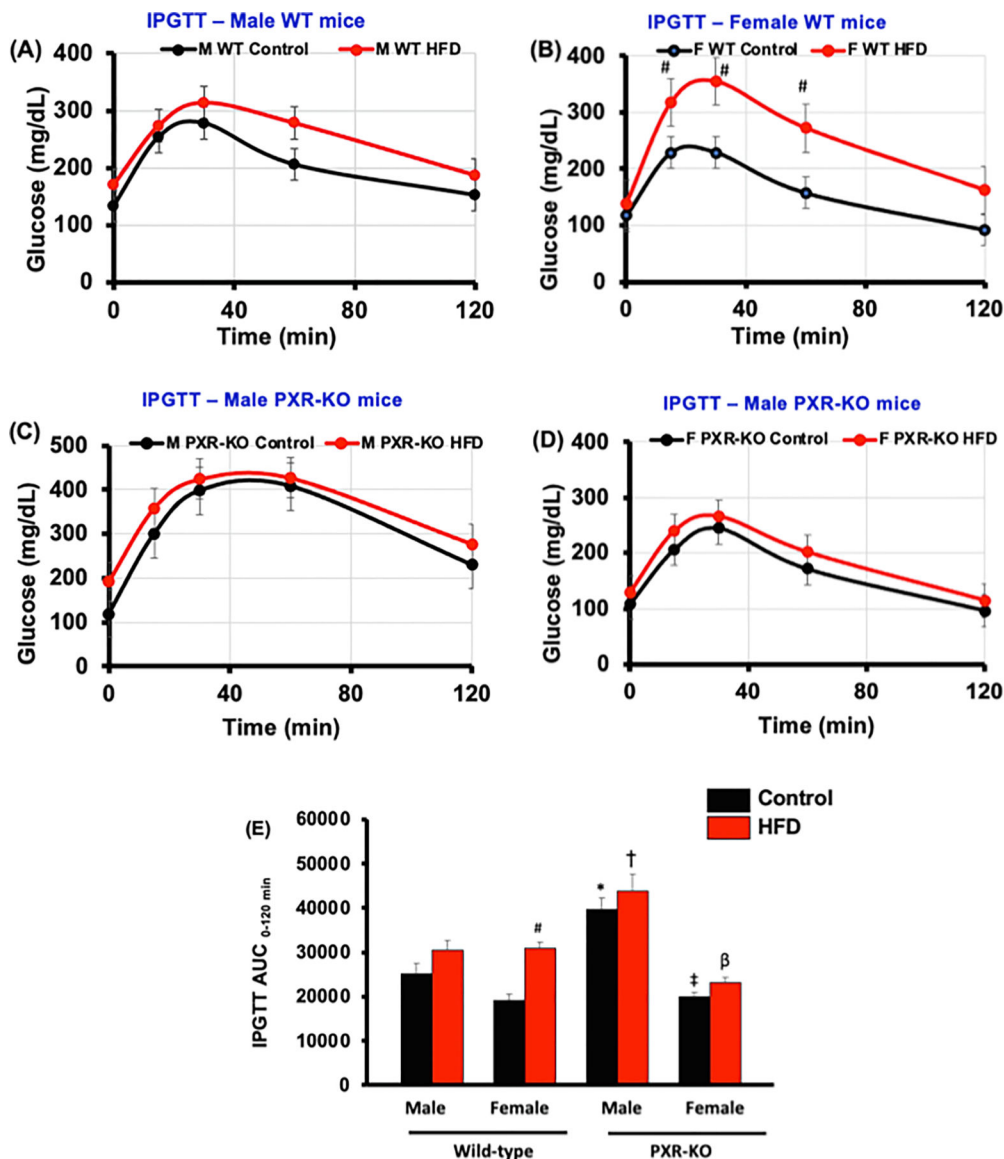 IPGTT – Male WT mice
(A)
M WT Control
M WT HFD
400
300
200
100
0
Glucose (mg/dL)
0
40
80
120
Time (min)
IPGTT – Female WT mice
(B)
F WT Control
F WT HFD
400
300
200
100
0
Glucose (mg/dL)
#
#
#
0
40
80
120
Time (min)
IPGTT – Male PXR-KO mice
(C)
M PXR-KO Control
M PXR-KO HFD
500
400
300
200
100
0
Glucose (mg/dL)
0
40
80
120
Time (min)
IPGTT – Male PXR-KO mice
(D)
F PXR-KO Control
F PXR-KO HFD
400
300
200
100
0
Glucose (mg/dL)
0
40
80
120
Time (min)
(E)
Control
HFD
60000
50000
40000
30000
20000
10000
0
IPGTT AUC 0-120 min
#
*
†
‡
β
Male
Female
Male
Female
Wild-type
PXR-KO